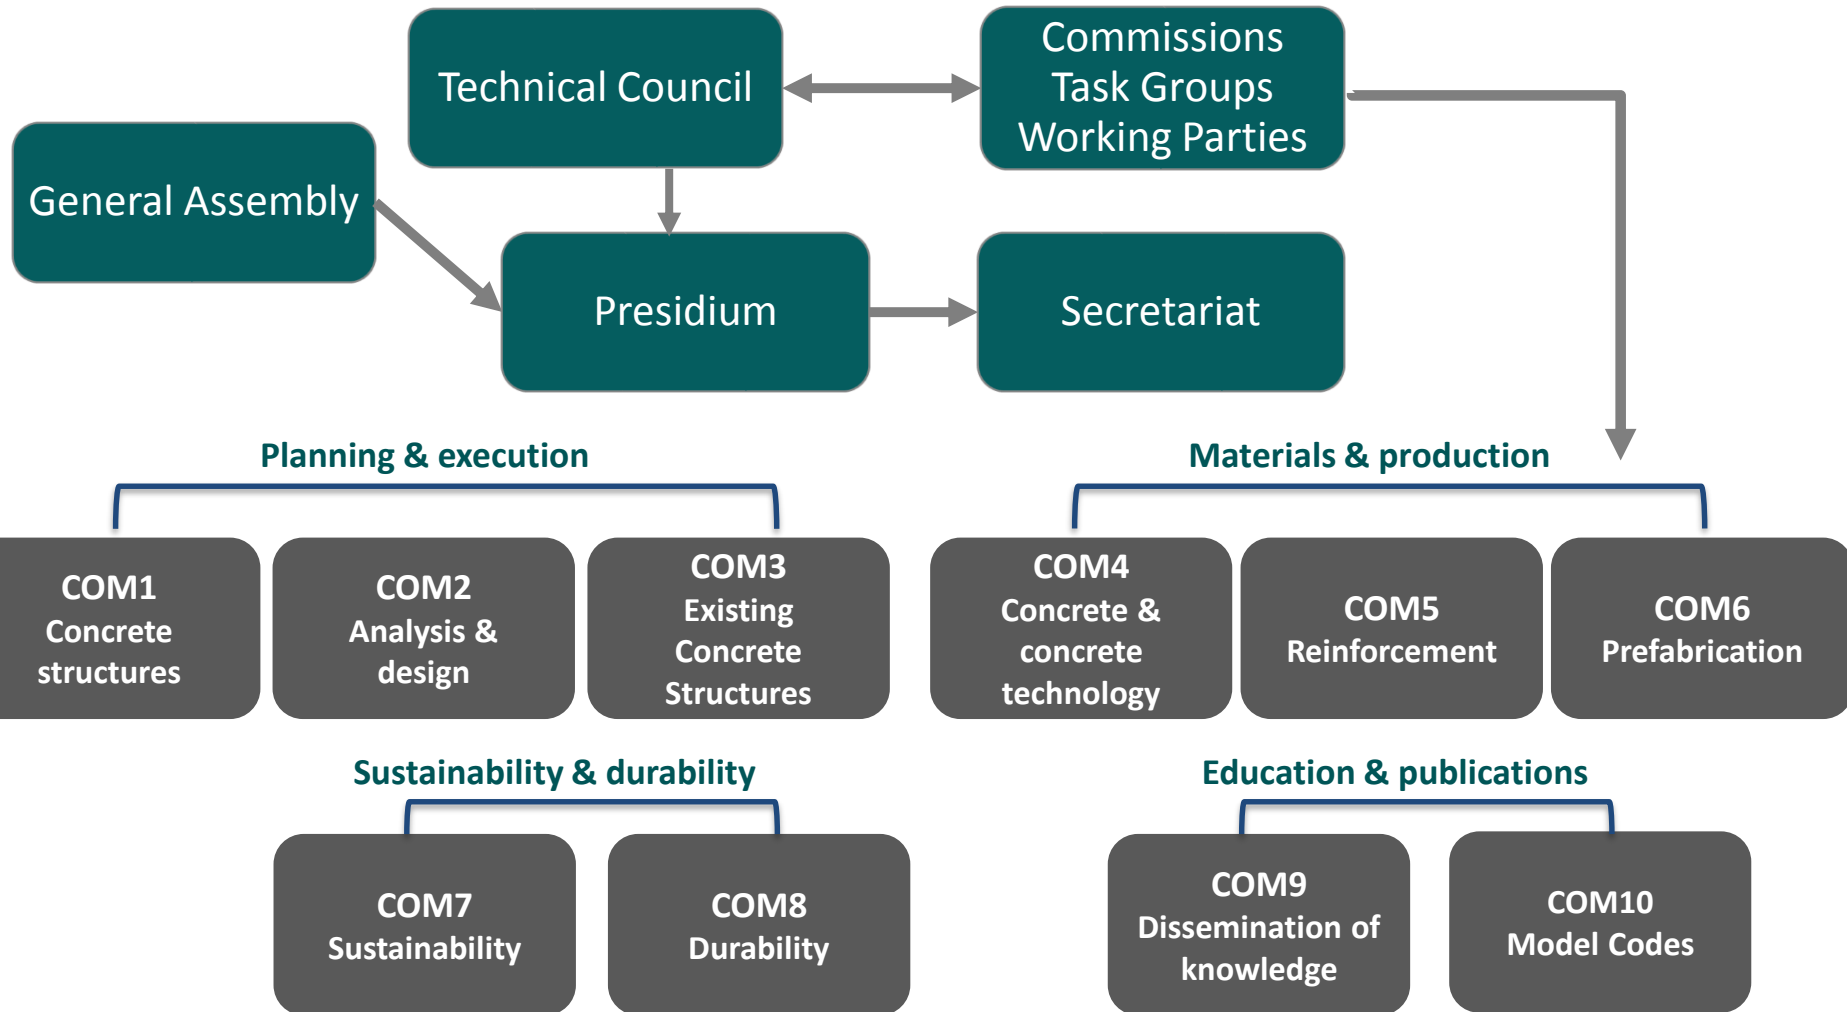 Technical Council
Commissions
Task Groups
Working Parties
General Assembly
Presidium
Secretariat
Planning & execution
Materials & production
COM1
Concrete
structures
COM2
Analysis &
design
COM3
Existing
Concrete
Structures
COM4
Concrete &
concrete
technology
COM5
Reinforcement
COM6
Prefabrication
Sustainability & durability
Education & publications
COM7
Sustainability
COM8
Durability
COM9
Dissemination of
knowledge
COM10
Model Codes